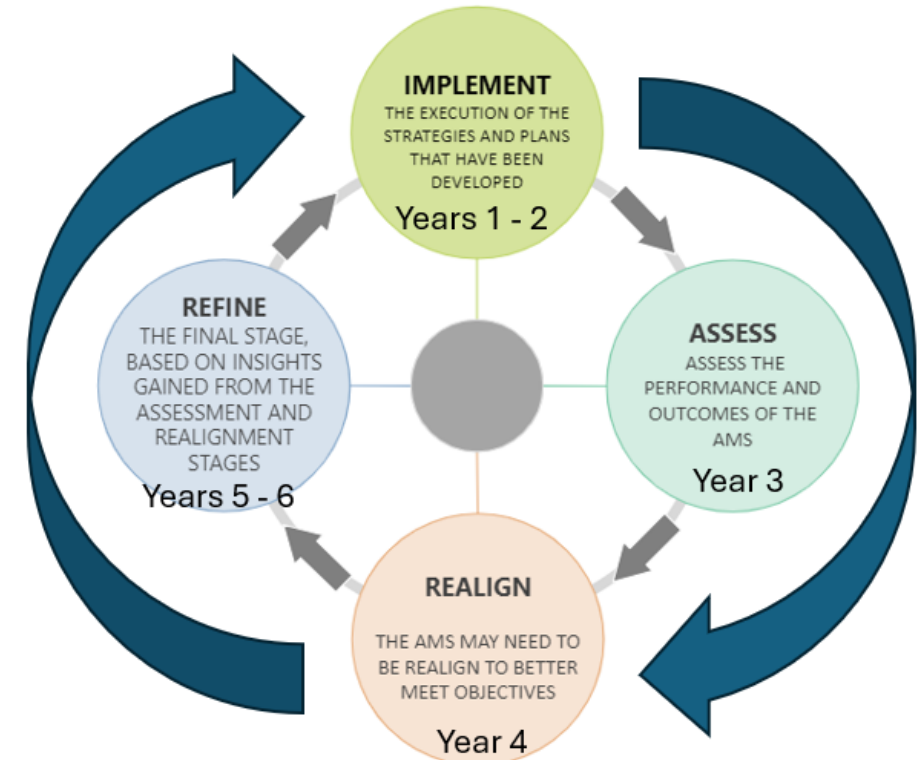 IMPLEMENT
THE EXECUTION OF THE
STRATEGIES AND PLANS
THAT HAVE BEEN
DEVELOPED
Years 1 - 2
ASSESS
ASSESS THE
PERFORMANCE AND
OUTCOMES OF THE
AMS
Year 3
REALIGN
THE AMS MAY NEED TO
BE REALIGN TO BETTER
MEET OBJECTIVES
Year 4
REFINE
THE FINAL STAGE,
BASED ON INSIGHTS
GAINED FROM THE
ASSESSMENT AND
REALIGNMENT
STAGES
Years 5 - 6